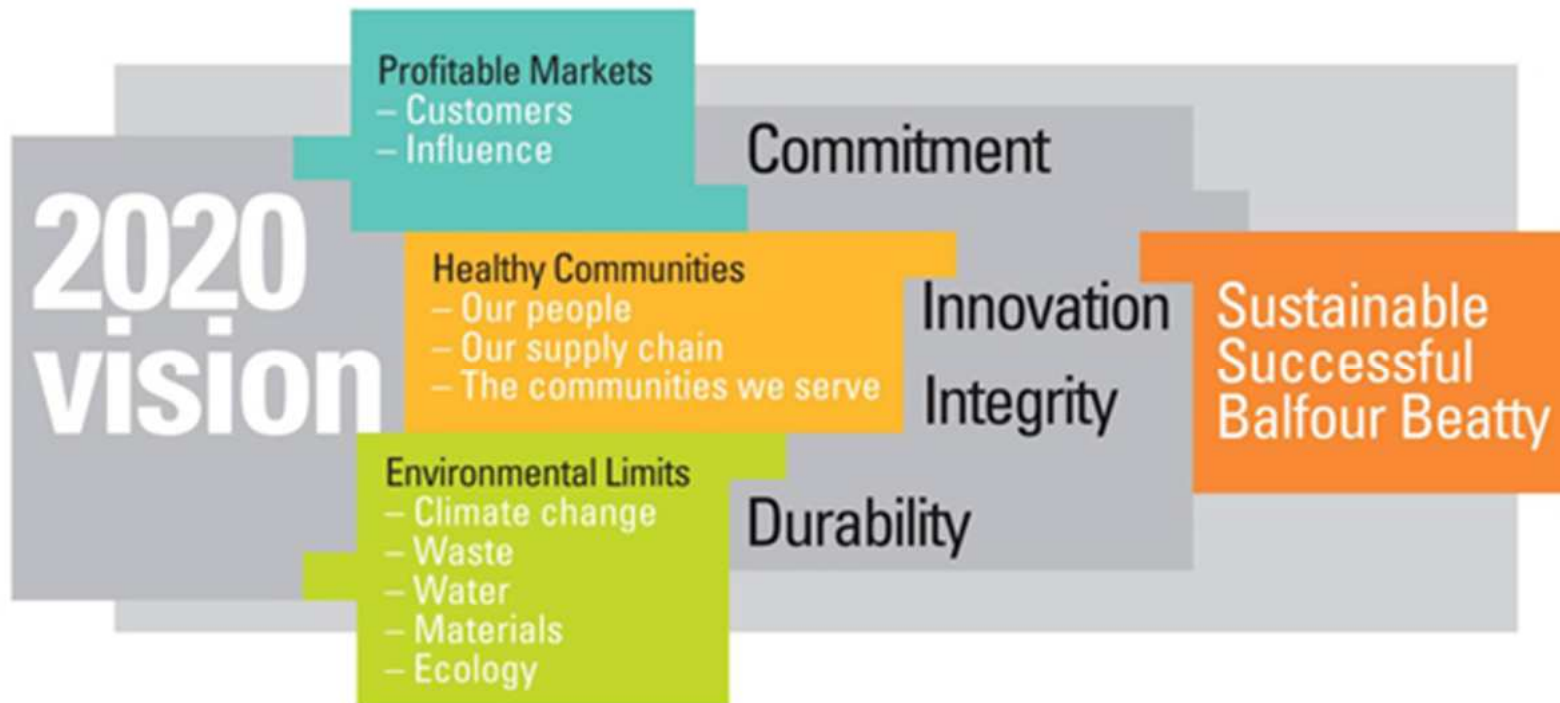 2020
vision
Profitable Markets
– Customers
– Influence
Healthy Communities
– Our people
– Our supply chain
– The communities we serve
Environmental Limits
– Climate change
– Waste
– Water
– Materials
– Ecology
Commitment
Innovation
Integrity
Durability
Sustainable
Successful
Balfour Beatty